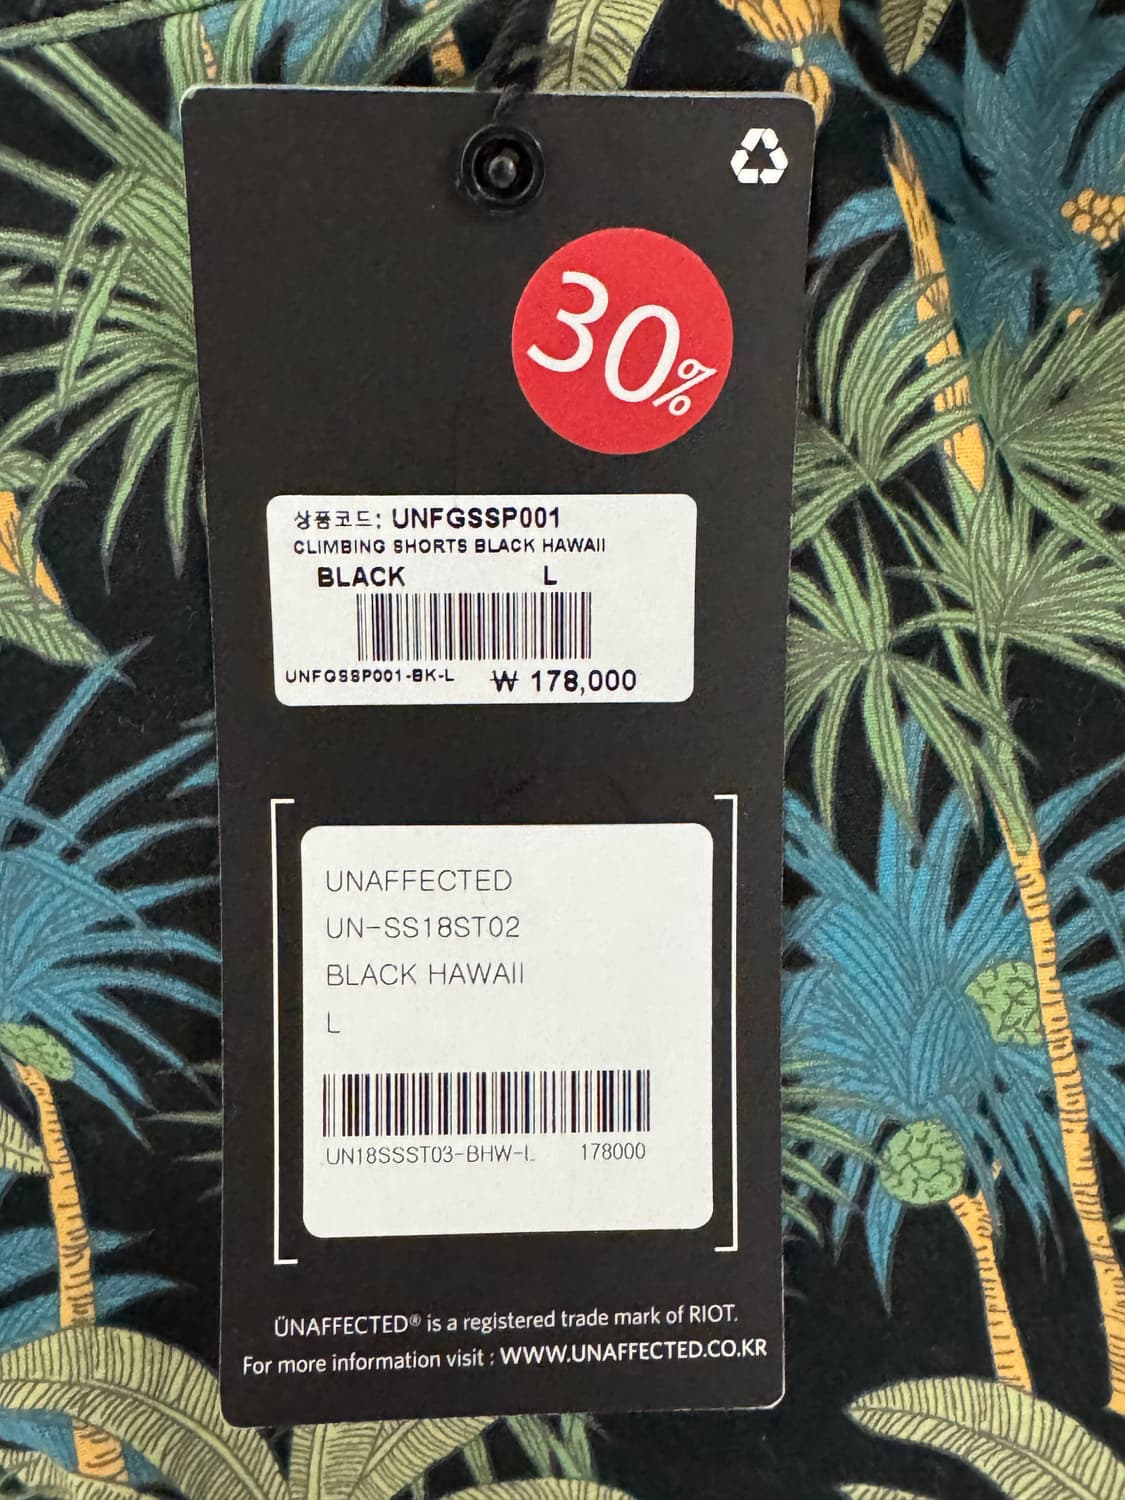 30%
상품코드: UNFGSSP001
CLIMBING SHORTS BLACK HAWAII
BLACK L
UNFGSSP001-BK-L ₩ 178,000
UNAFFECTED
UN-SS18ST02
BLACK HAWAII
L
UN18SSST03-BHW-L 178000
ÜNAFFECTED® is a registered trade mark of RIOT.
For more information visit : WWW.UNAFFECTED.CO.KR